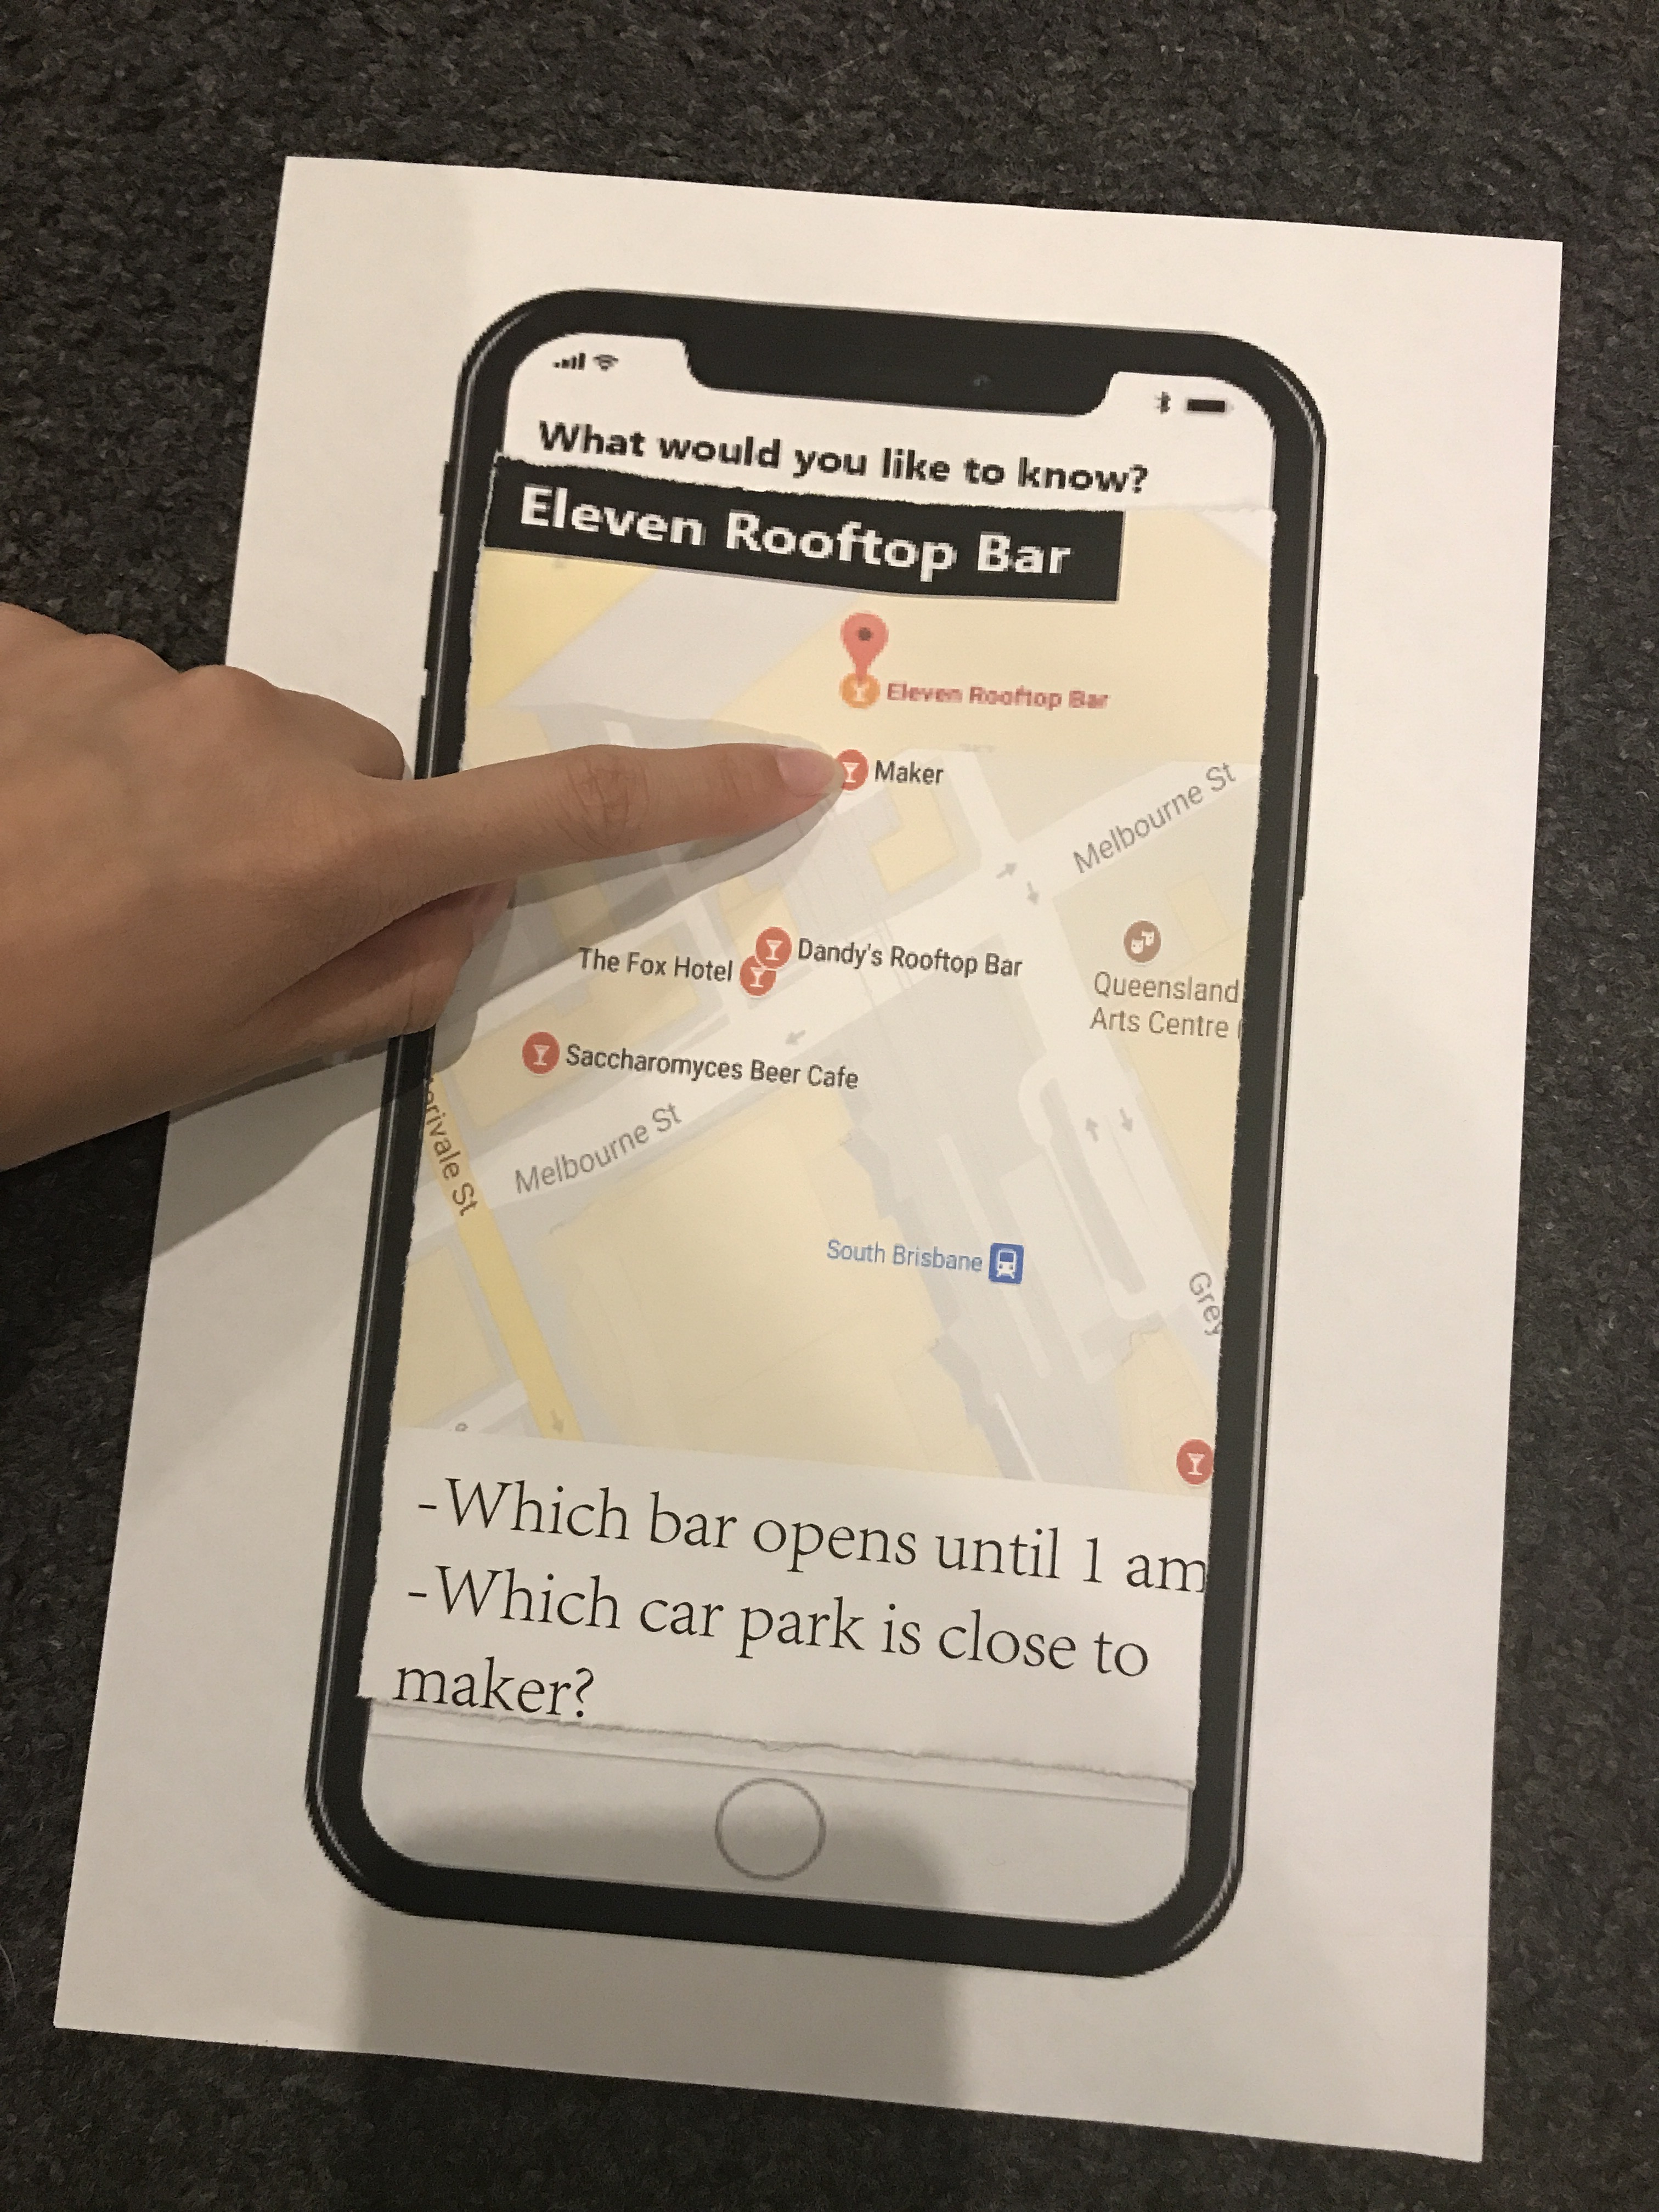 What would you like to know?
Eleven Rooftop Bar
Eleven Rooftop Bar
Maker
Melbourne St
The Fox Hotel
Dandy's Rooftop Bar
Queensland
Arts Centre
Saccharomyces Beer Cafe
erivale St
Melbourne St
South Brisbane
Grey
-Which bar opens until 1 am
-Which car park is close to
maker?